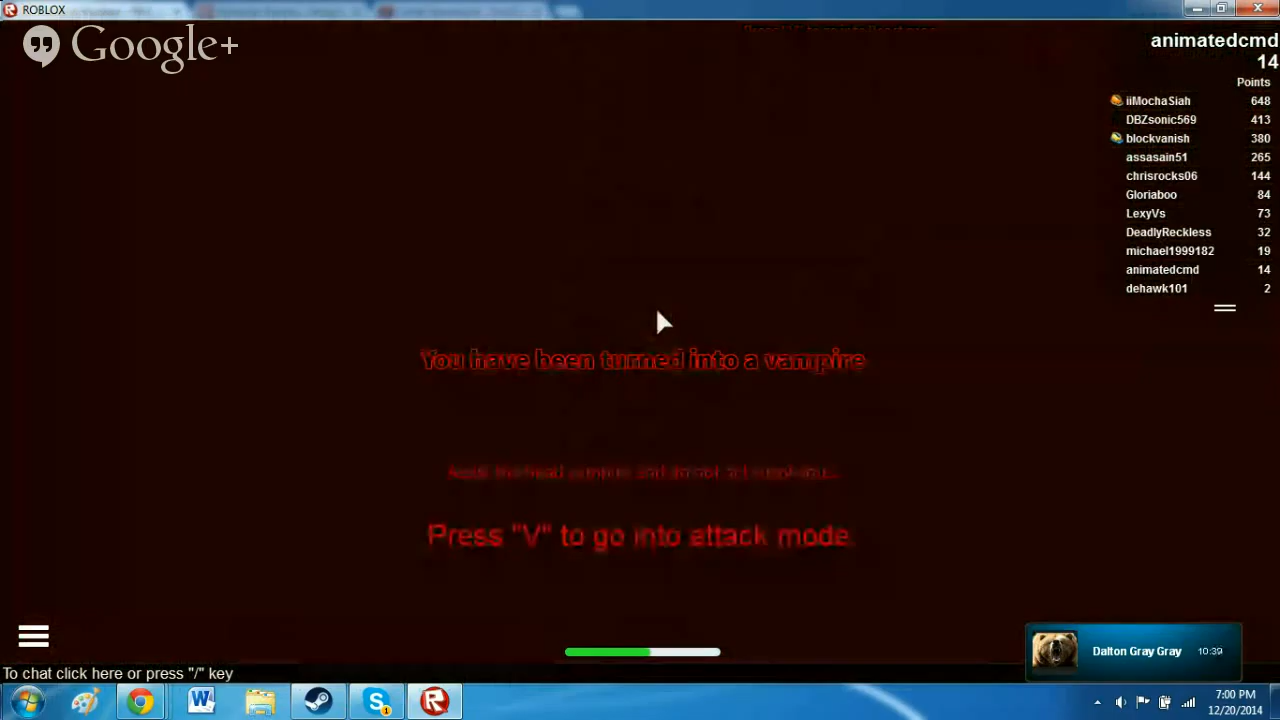 ROBLOX
Google+
animatedcmd
14
Points
iiMochaSiah 648
DBZsonic569 413
blockvanish 380
assasain51 265
chrisrocks06 144
Gloriaboo 84
LexyVs 73
DeadlyReckless 32
michael1999182 19
animatedcmd 14
dehawk101 2
You have been turned into a vampire
Press "V" to go into attack mode
Dalton Gray Gray 10:39
To chat click here or press "/" key
7:00 PM
12/20/2014